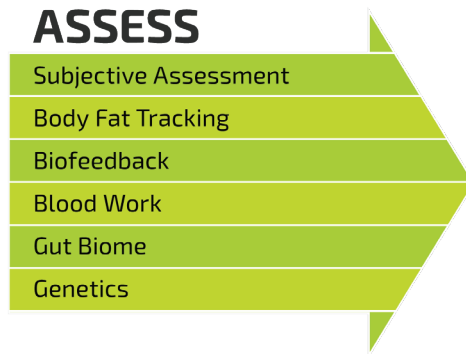 ASSESS
Subjective Assessment
Body Fat Tracking
Biofeedback
Blood Work
Gut Biome
Genetics